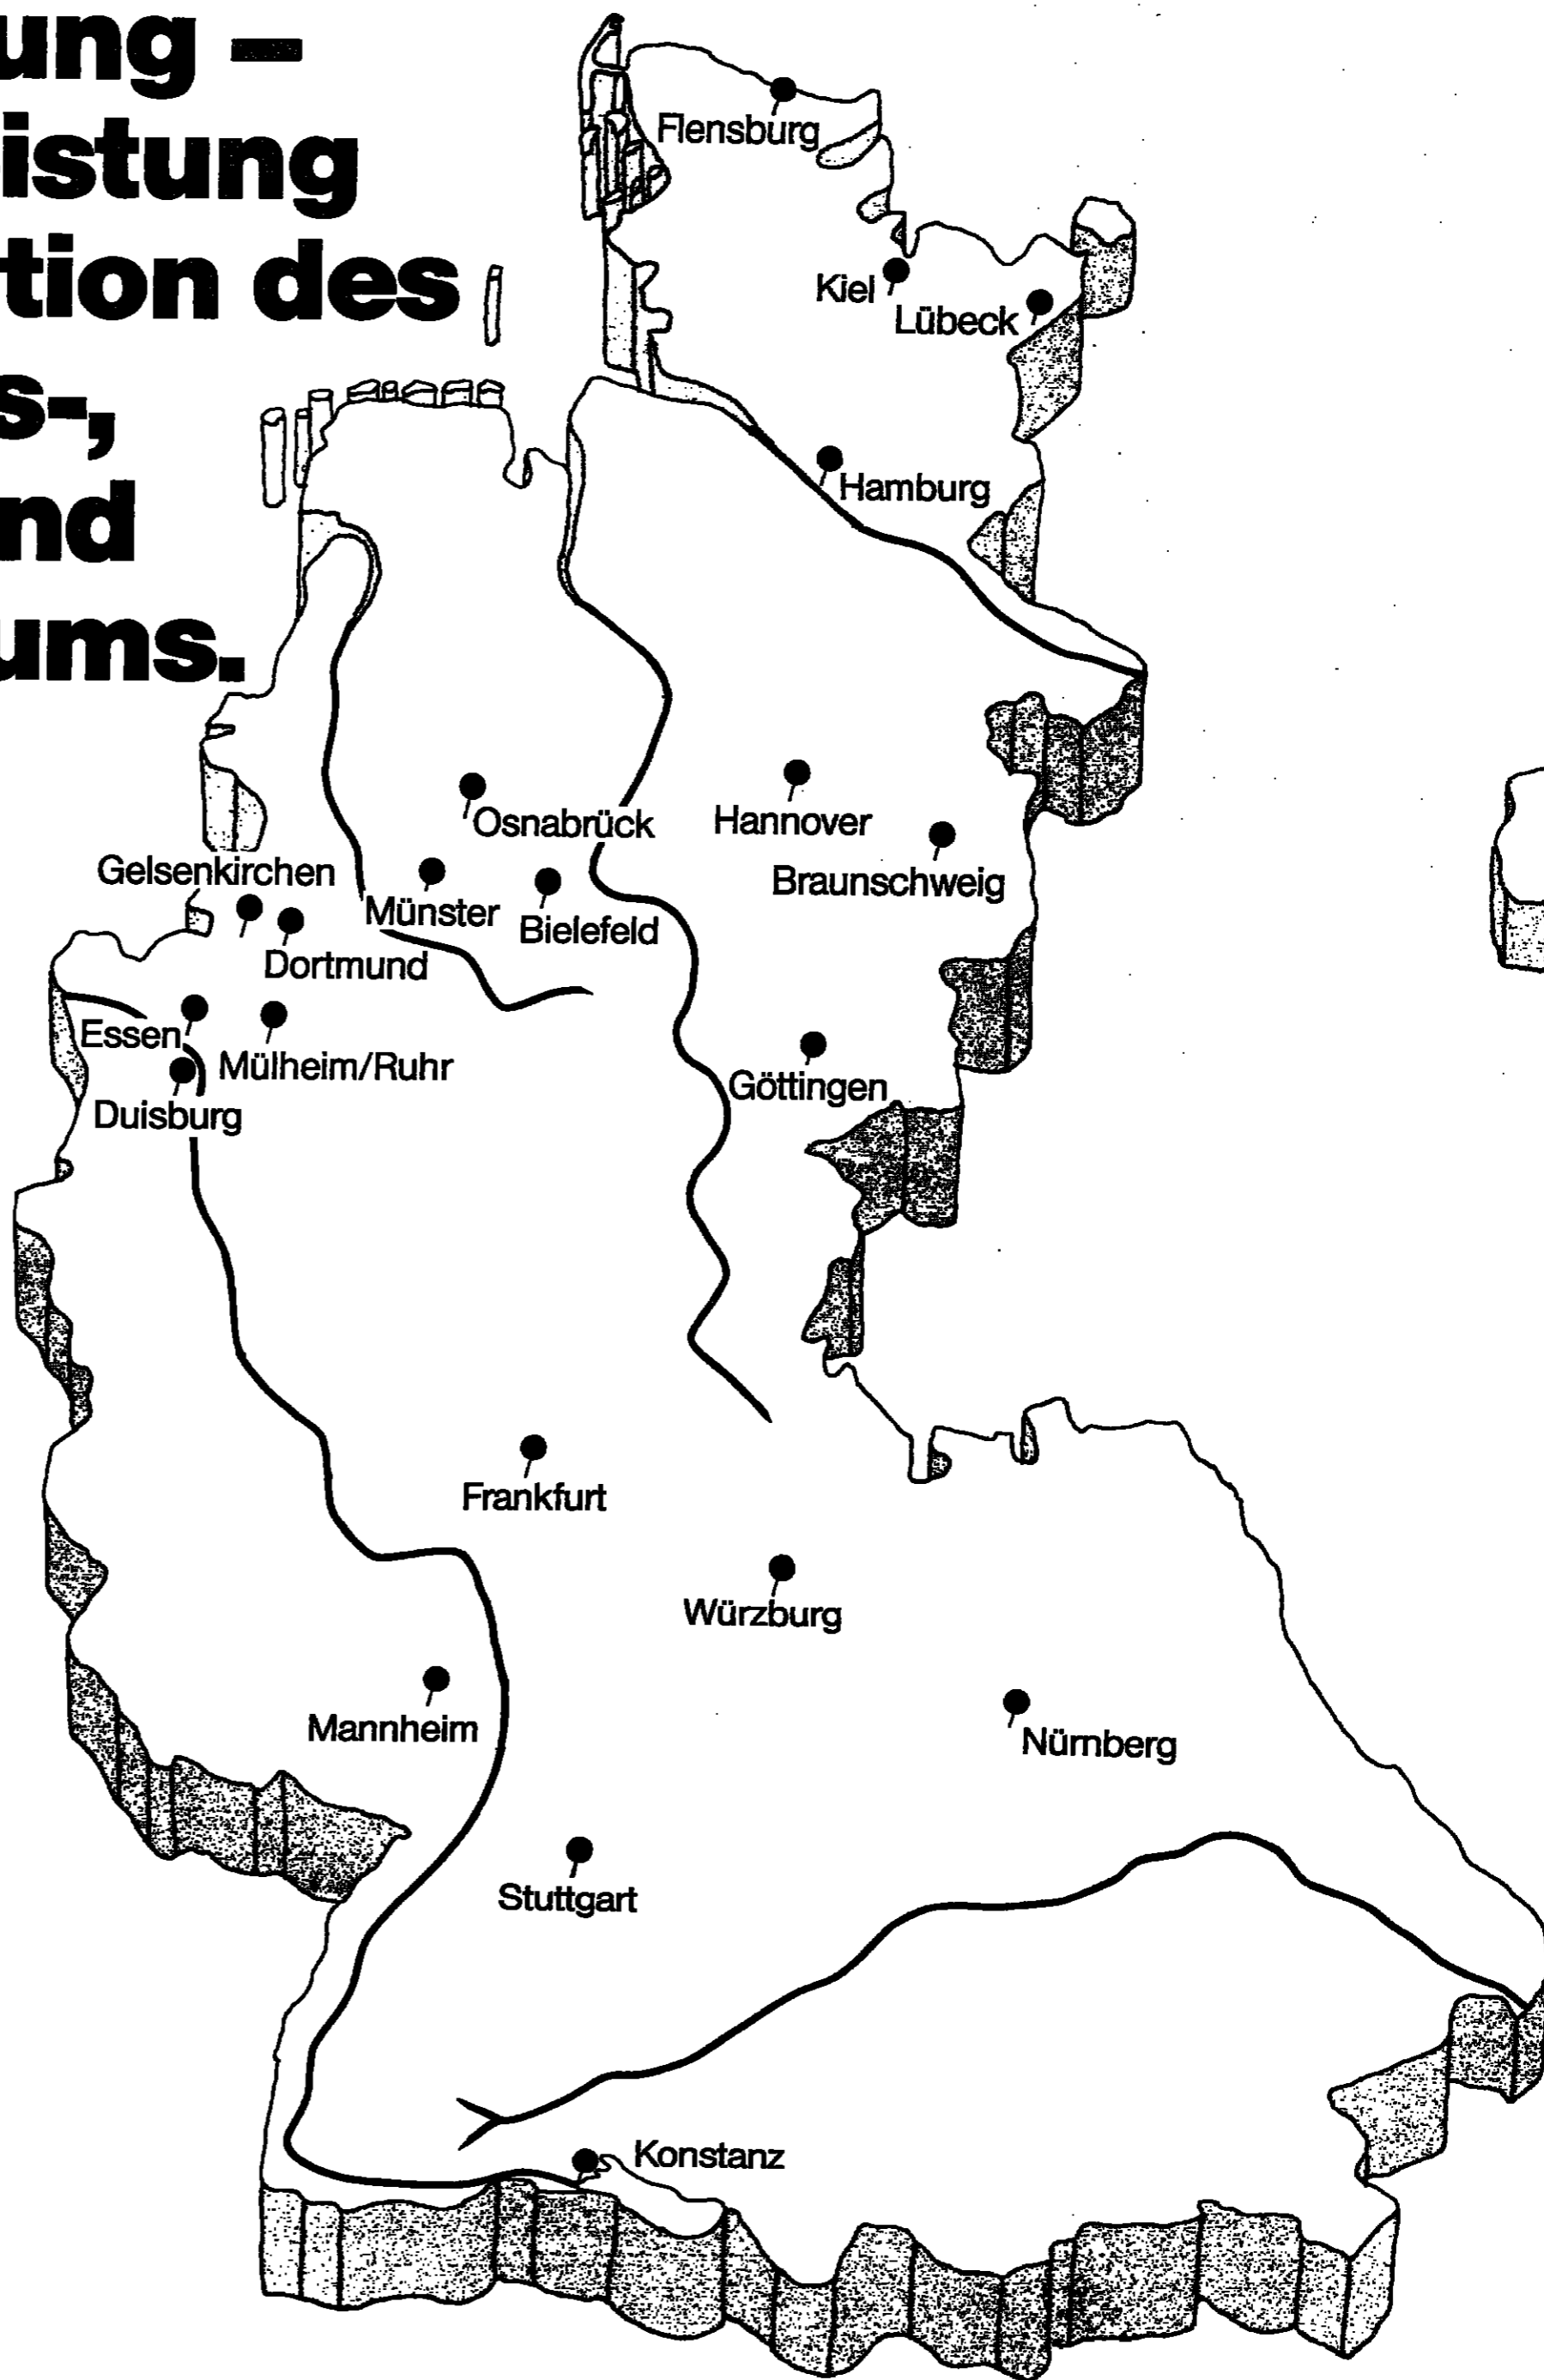 ung –
istung
tion des
s-,
nd
ums.
Flensburg
Kiel
Lübeck
Hamburg
Osnabrück
Hannover
Braunschweig
Gelsenkirchen
Münster
Bielefeld
Dortmund
Essen
Mülheim/Ruhr
Göttingen
Duisburg
Frankfurt
Würzburg
Mannheim
Nürnberg
Stuttgart
Konstanz